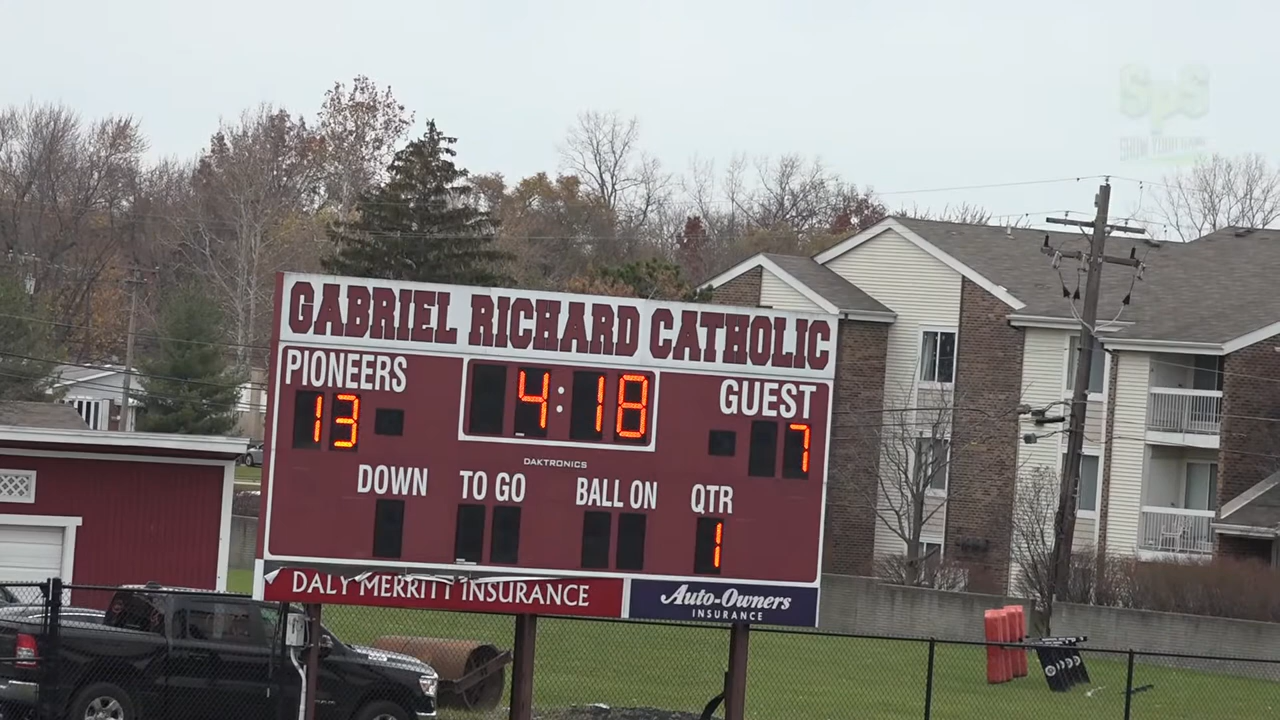 SpS
GABRIEL RICHARD CATHOLIC
PIONEERS
4:18
GUEST
13
7
DAKTRONICS
DOWN
TO GO
BALL ON
QTR
1
DALY MERRITT INSURANCE
Auto-Owners
INSURANCE